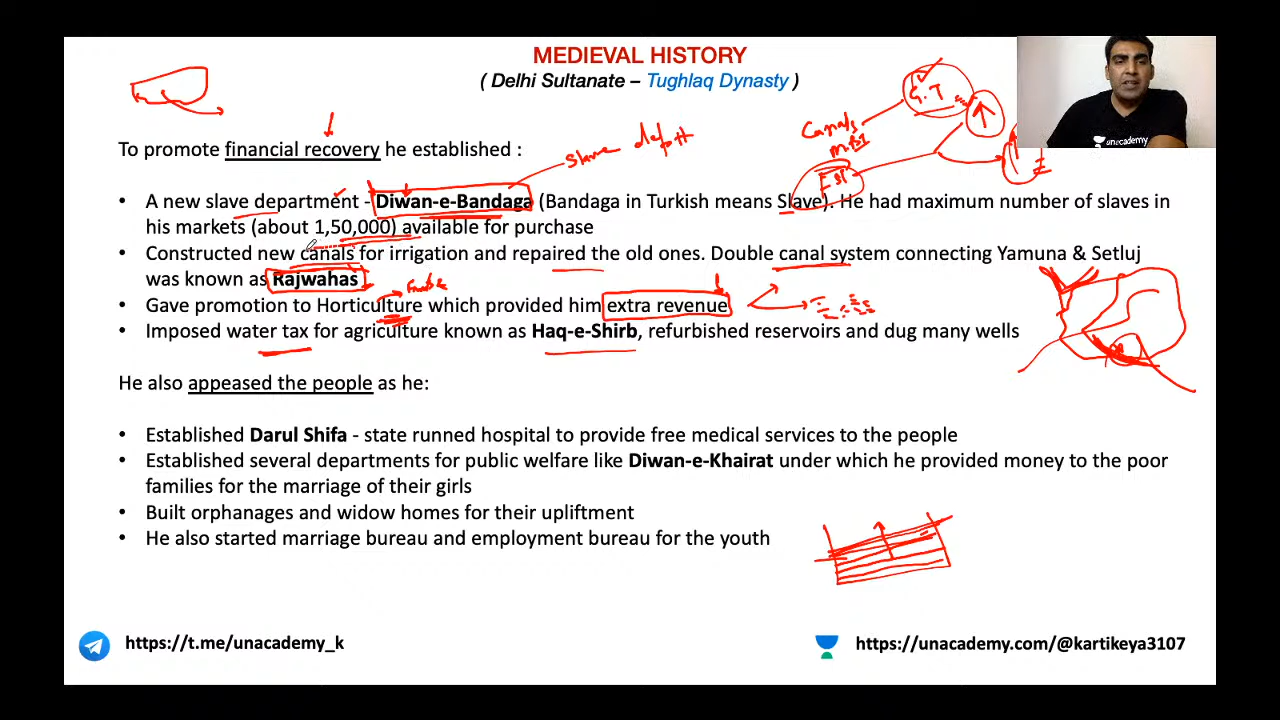 MEDIEVAL HISTORY
( Delhi Sultanate – Tughlaq Dynasty )
G.T
Canals
unacademy
To promote financial recovery he established :
slave deptt
• A new slave department - Diwan-e-Bandaga (Bandaga in Turkish means Slave). He had maximum number of slaves in
his markets (about 1,50,000) available for purchase
• Constructed new canals for irrigation and repaired the old ones. Double canal system connecting Yamuna & Setluj
was known as Rajwahas
• Gave promotion to Horticulture which provided him extra revenue
• Imposed water tax for agriculture known as Haq-e-Shirb, refurbished reservoirs and dug many wells
He also appeased the people as he:
• Established Darul Shifa - state runned hospital to provide free medical services to the people
• Established several departments for public welfare like Diwan-e-Khairat under which he provided money to the poor
families for the marriage of their girls
• Built orphanages and widow homes for their upliftment
• He also started marriage bureau and employment bureau for the youth
https://t.me/unacademy_k
https://unacademy.com/@kartikeya3107